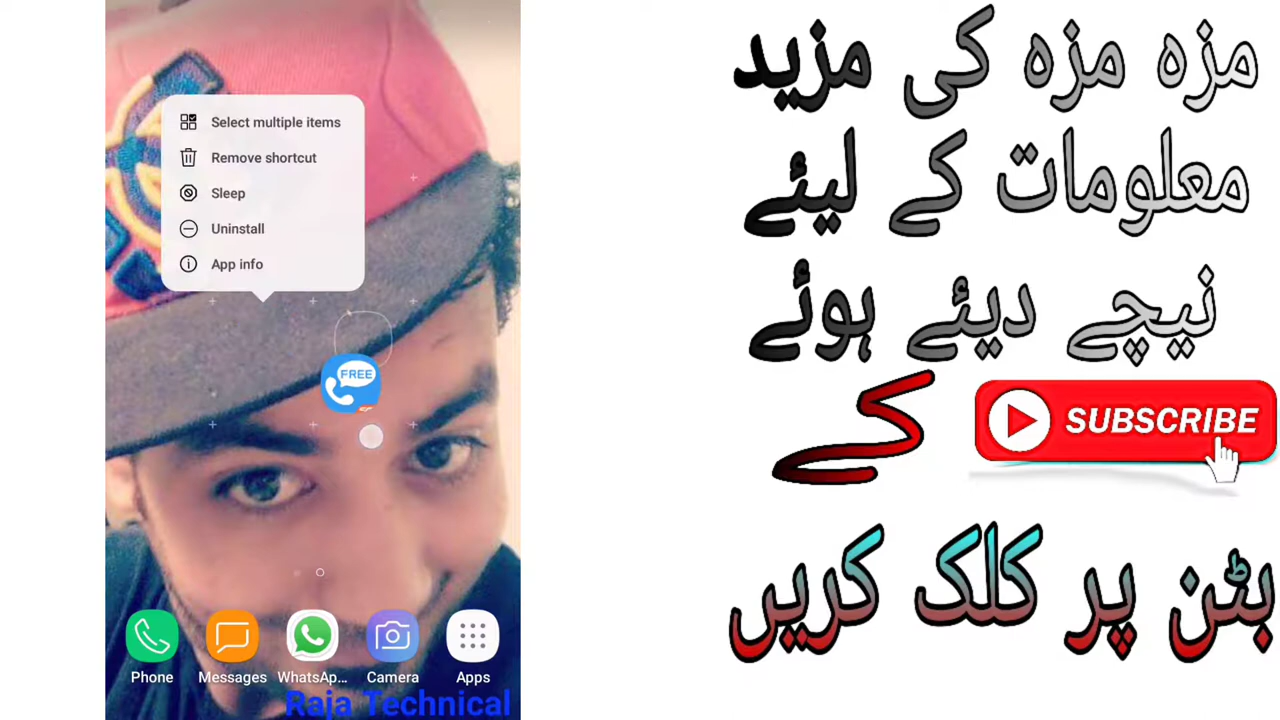 Select multiple items
Remove shortcut
Sleep
Uninstall
App info
FREE
Phone
Messages
WhatsAp...
Camera
Apps
Raja Technical
مزہ مزہ کی مزید
معلومات کے لیئے
نیچے دیئے ہوئے
SUBSCRIBE کے
بٹن پر کلک کریں